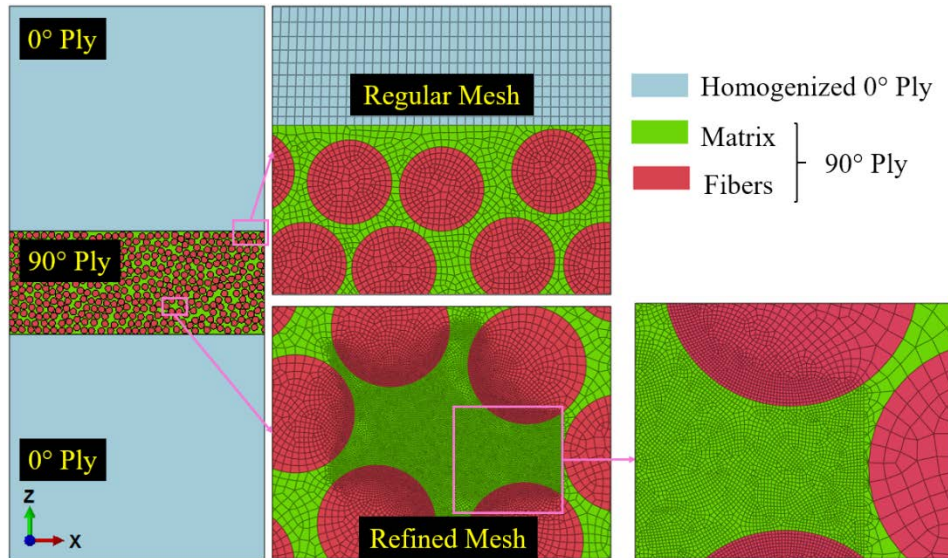 0° Ply
90° Ply
0° Ply
Z
X
Regular Mesh
Refined Mesh
Homogenized 0° Ply
Matrix
Fibers
90° Ply